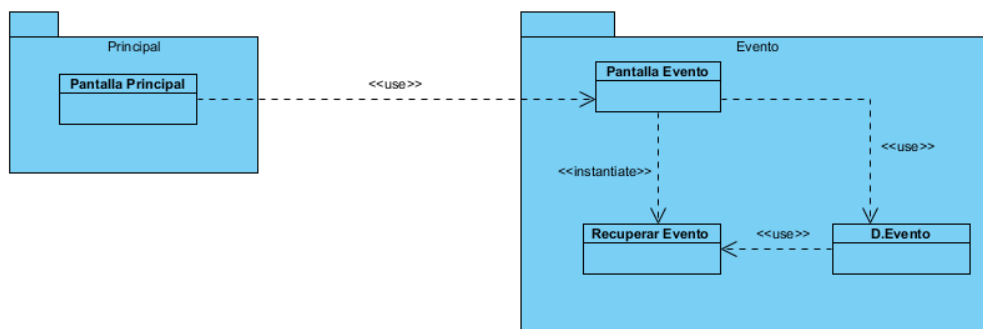 Principal
Pantalla Principal
<<use>>
Evento
Pantalla Evento
<<use>>
<<instantiate>>
Recuperar Evento
<<use>>
D.Evento